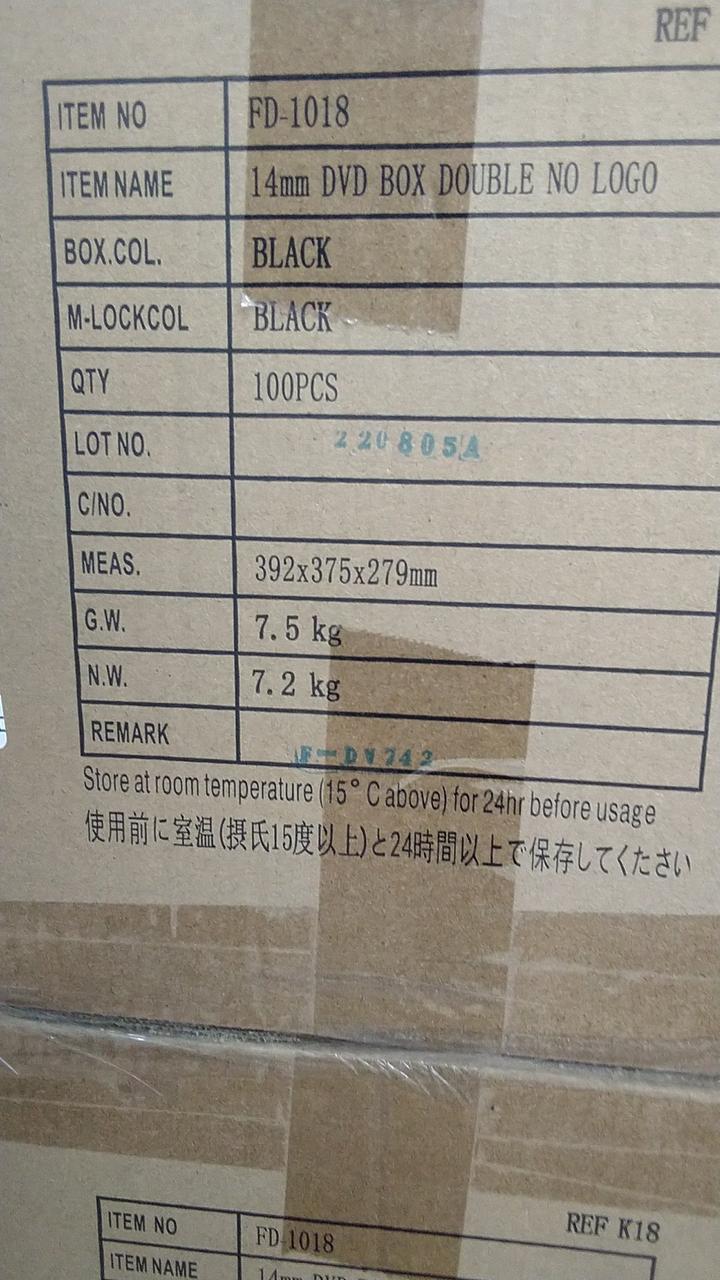 REF
ITEM NO FD-1018
ITEM NAME 14mm DVD BOX DOUBLE NO LOGO
BOX.COL. BLACK
M-LOCKCOL BLACK
QTY 100PCS
LOT NO. 220805A
C/NO.
MEAS. 392x375x279mm
G.W. 7.5 kg
N.W. 7.2 kg
REMARK F-DV742
Store at room temperature (15° C above) for 24hr before usage
使用前に室温(摂氏15度以上)と24時間以上で保存してくたさい
REF K18
ITEM NO FD-1018
ITEM NAME 14mm